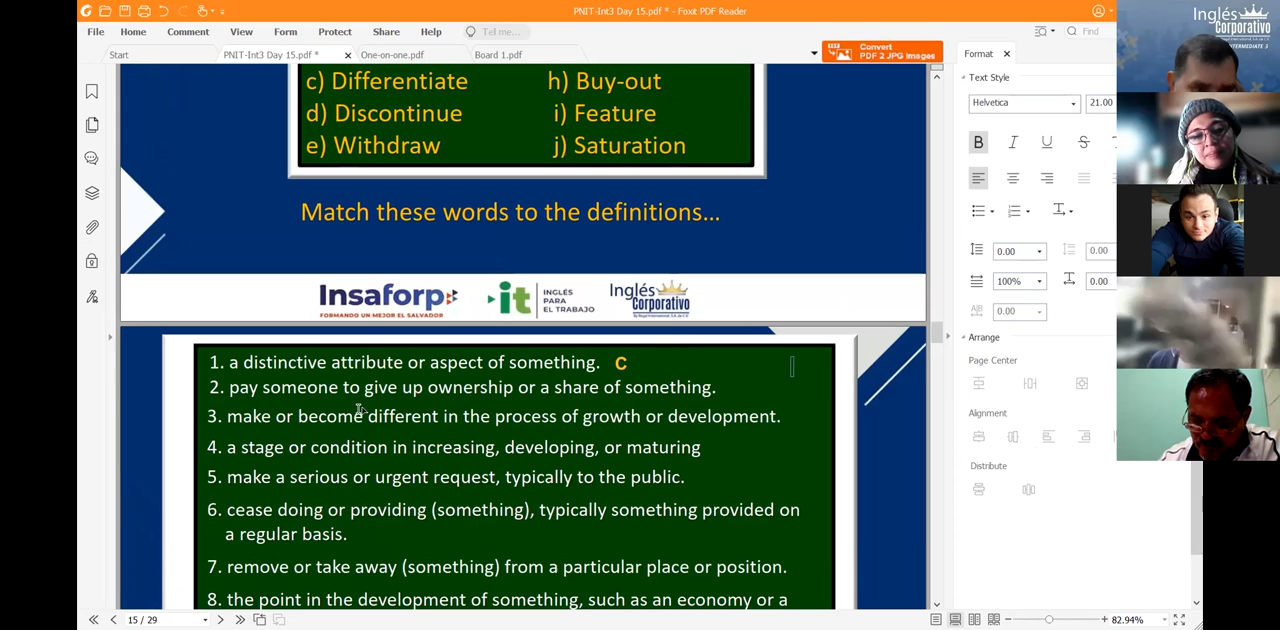 PNIT-Int3 Day 15.pdf * - Foxit PDF Reader
File Home Comment View Form Protect Share Help Tell me... Find
Start PNIT-Int3 Day 15.pdf * One-on-one.pdf Board 1.pdf
Convert
PDF 2 JPG Images
c) Differentiate h) Buy-out
d) Discontinue i) Feature
e) Withdraw j) Saturation
Match these words to the definitions...
Insaforp
FORMANDO UN MEJOR EL SALVADOR
it
INGLÉS
PARA
EL TRABAJO
Inglés
Corporativo
1. a distinctive attribute or aspect of something. C
2. pay someone to give up ownership or a share of something.
3. make or become different in the process of growth or development.
4. a stage or condition in increasing, developing, or maturing
5. make a serious or urgent request, typically to the public.
6. cease doing or providing (something), typically something provided on
a regular basis.
7. remove or take away (something) from a particular place or position.
8. the point in the development of something, such as an economy or a
15 / 29
82.94%
Format
Text Style
Helvetica 21.00
B I U S T
0.00 0.00
100% 0.00
0.00
Arrange
Page Center
Alignment
Distribute
Inglés
Corporativo
INTERMEDIATE 3